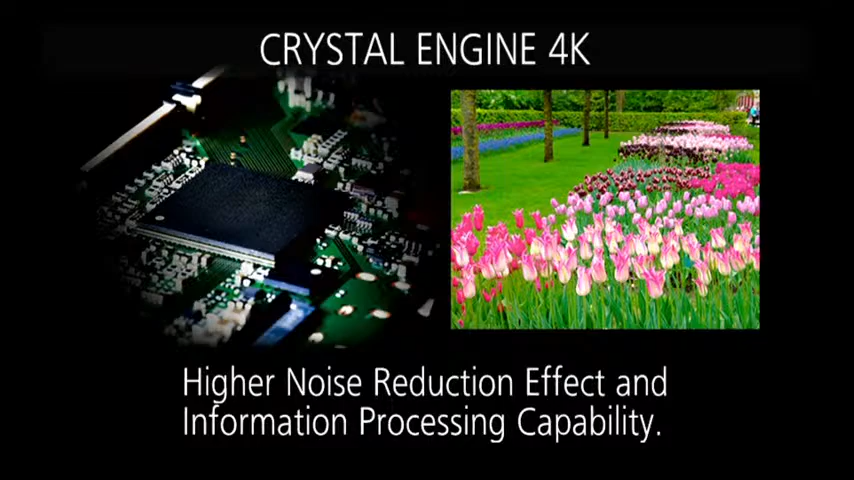 CRYSTAL ENGINE 4K
Higher Noise Reduction Effect and
Information Processing Capability.